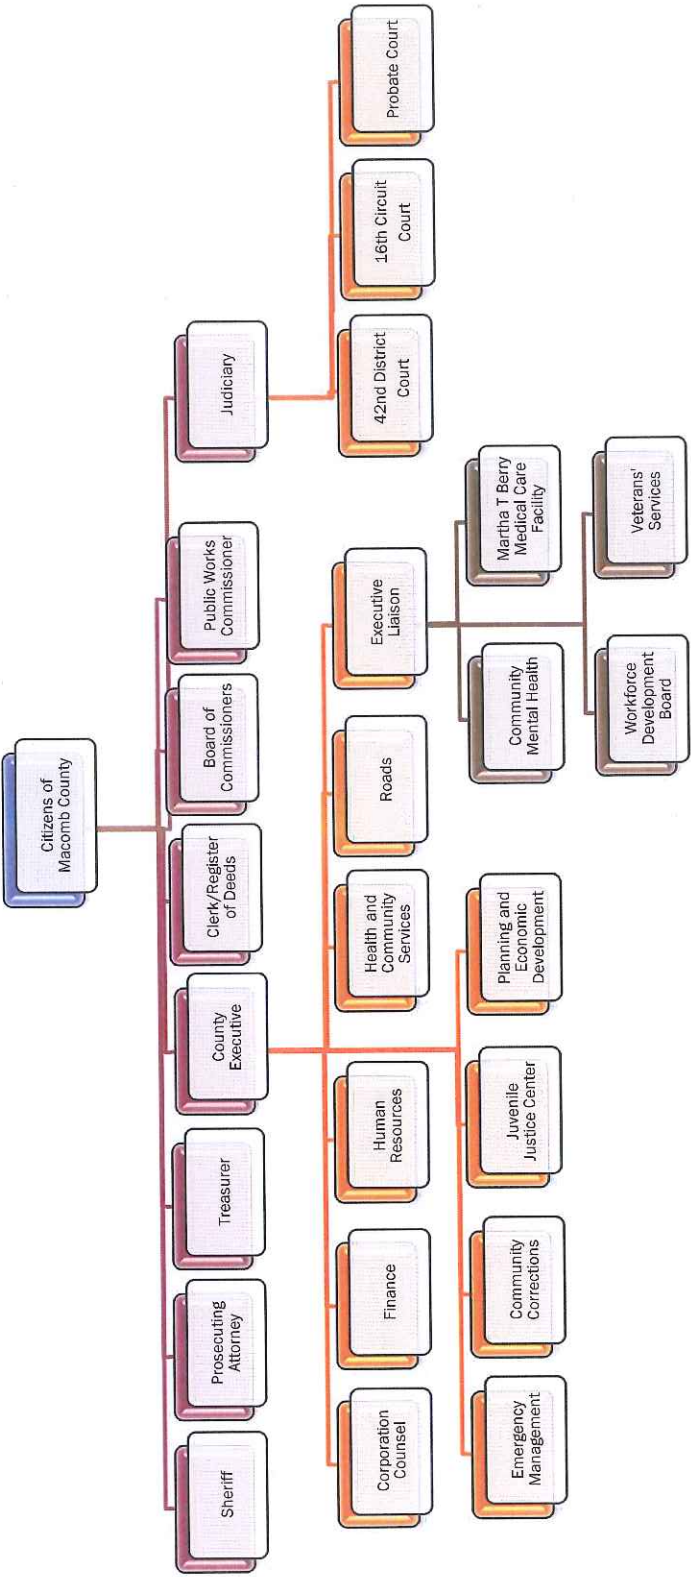 Citizens of
Macomb County
Sheriff
Prosecuting
Attorney
Treasurer
County
Executive
Clerk/Register
of Deeds
Board of
Commissioners
Public Works
Commissioner
Judiciary
Corporation
Counsel
Finance
Human
Resources
Health and
Community
Services
Roads
Executive
Liaison
42nd District
Court
16th Circuit
Court
Probate Court
Emergency
Management
Community
Corrections
Juvenile
Justice Center
Planning and
Economic
Development
Community
Mental Health
Martha T Berry
Medical Care
Facility
Workforce
Development
Board
Veterans'
Services